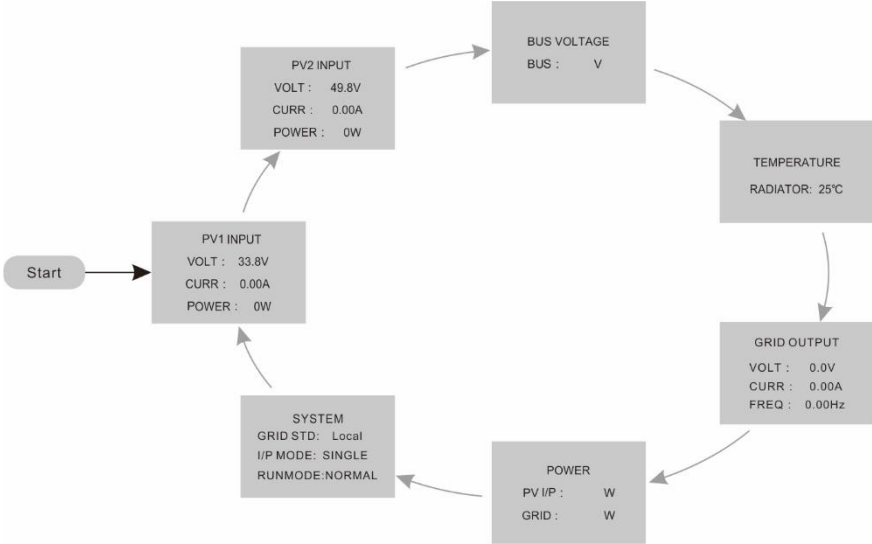 Start
PV1 INPUT
VOLT : 33.8V
CURR : 0.00A
POWER : 0W
PV2 INPUT
VOLT : 49.8V
CURR : 0.00A
POWER : 0W
BUS VOLTAGE
BUS : V
TEMPERATURE
RADIATOR: 25℃
GRID OUTPUT
VOLT : 0.0V
CURR : 0.00A
FREQ : 0.00Hz
POWER
PV I/P : W
GRID : W
SYSTEM
GRID STD: Local
I/P MODE: SINGLE
RUNMODE:NORMAL